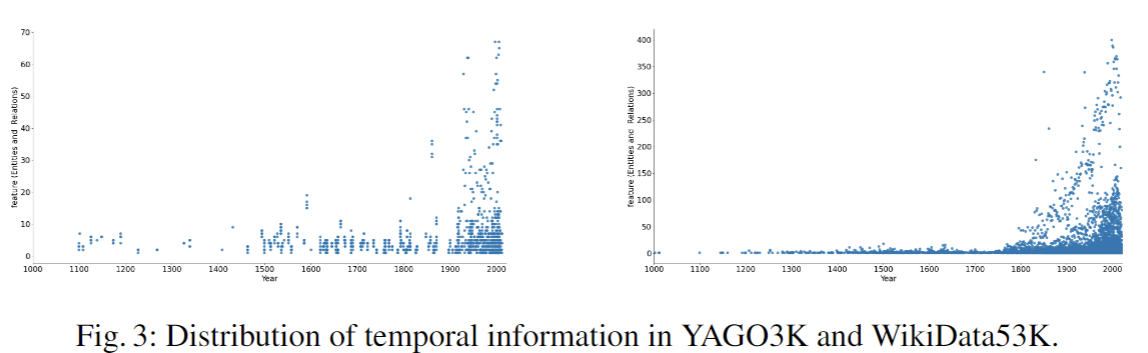 70
60
50
40
30
20
10
0
feature (Entities and Relations)
1000 1100 1200 1300 1400 1500 1600 1700 1800 1900 2000
Year
400
350
300
250
200
150
100
50
0
feature (Entities and Relations)
1000 1100 1200 1300 1400 1500 1600 1700 1800 1900 2000
Year
Fig. 3: Distribution of temporal information in YAGO3K and WikiData53K.